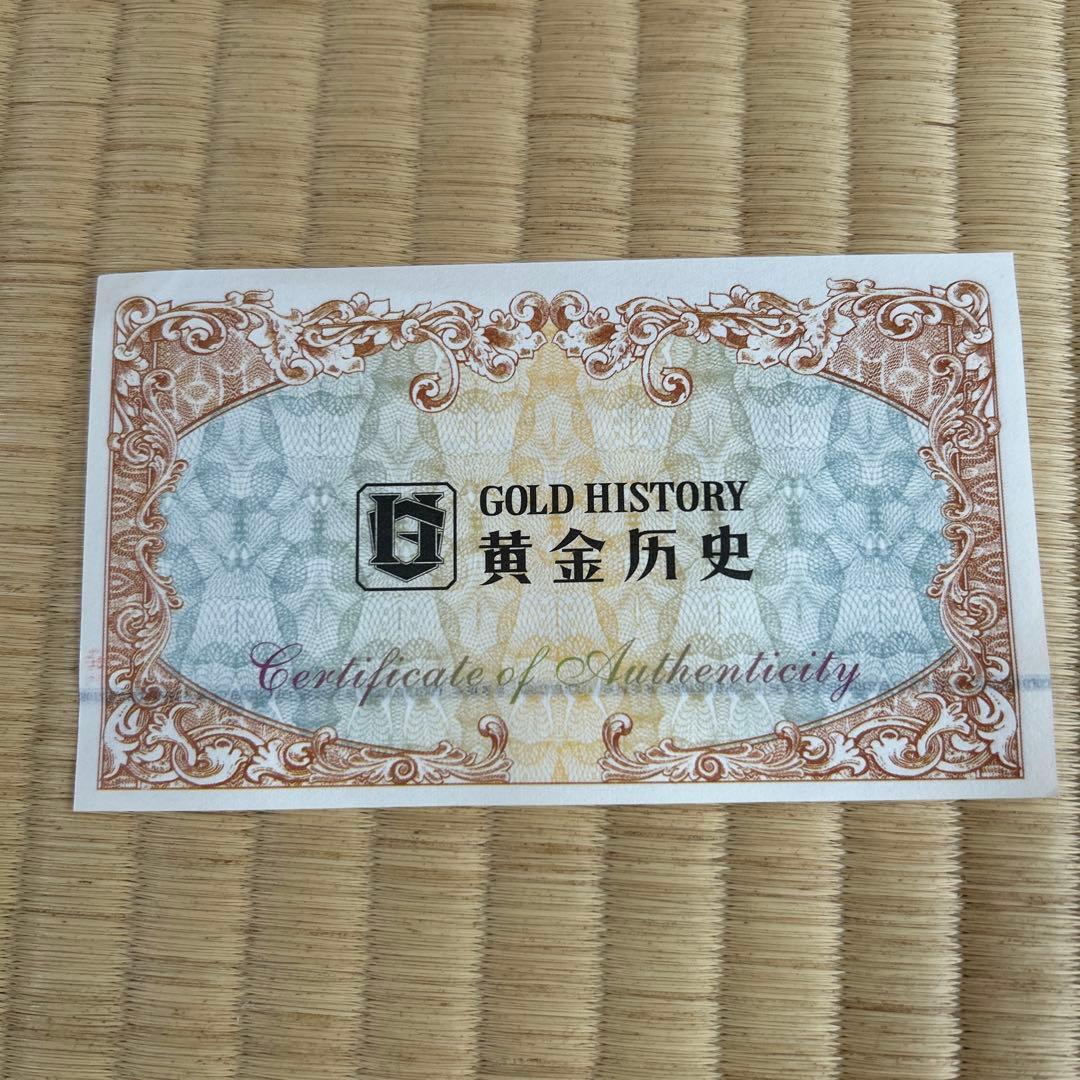 GOLD HISTORY
黄金历史
Certificate of Authenticity